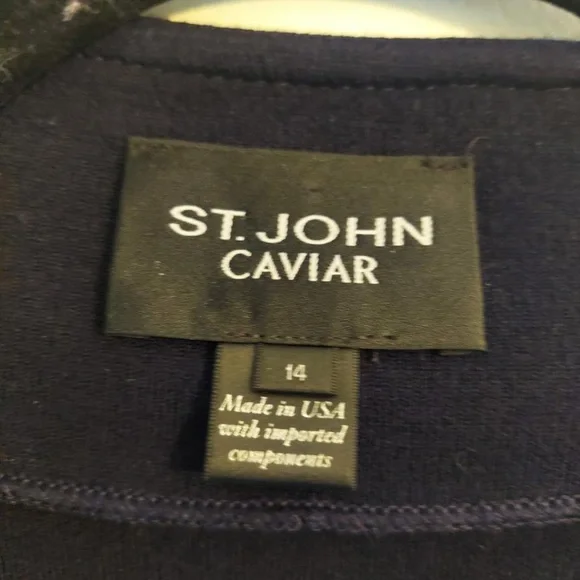 ST. JOHN
CAVIAR
14
Made in USA
with imported
components